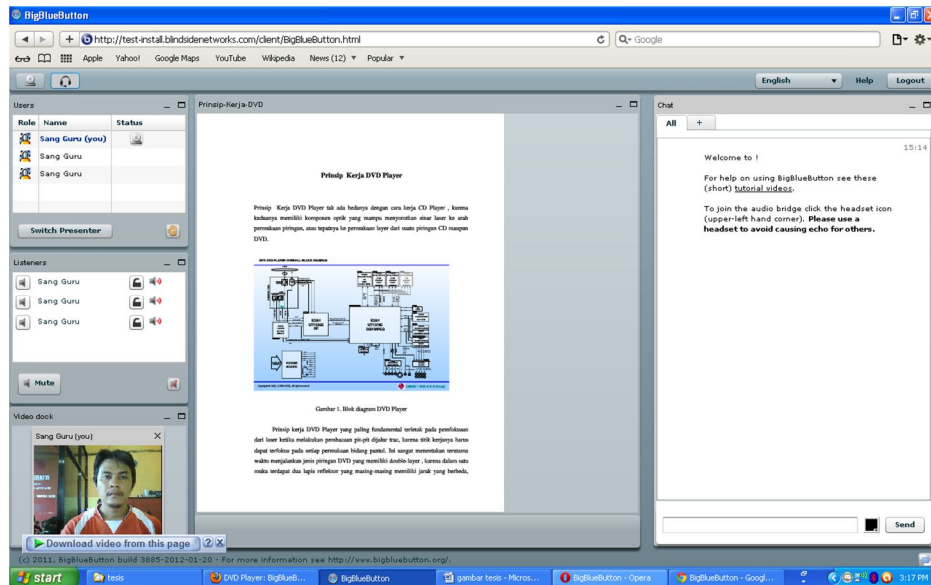 BigBlueButton
http://test-install.blindsidenetworks.com/client/BigBlueButton.html
Google
Apple Yahoo! Google Maps YouTube Wikipedia News (12) Popular
English Help Logout
Users
Role Name Status
Sang Guru (you)
Sang Guru
Sang Guru
Switch Presenter
Listeners
Sang Guru
Sang Guru
Sang Guru
Mute
Video dock
Sang Guru (you)
Prinsip-Kerja-DVD
Prinsip Kerja DVD Player
Prinsip Kerja DVD Player tak ada bedanya dengan cara kerja CD Player , karena
keduanya memiliki komponen optik yang mampu menyorotkan sinar laser ke arah
permukaan piringan, atau tepatnya ke permukaan layer dari suatu piringan CD maupun
DVD.
Gambar 1. Blok diagram DVD Player
Prinsip kerja DVD Player yang paling fundamental terletak pada pemfokusan
dari laser ketika melakukan pembacaan pit-pit dijalur trac, karena titik kerjanya harus
dapat terfokus pada setiap permukaan bidang pantul. Ini sangat menentukan terutama
waktu menjalankan jenis piringan DVD yang memiliki double-layer , karena dalam satu
muka terdapat dua lapis reflektor yang masing-masing memiliki jarak yang berbeda,
Chat
All +
15:14
Welcome to !
For help on using BigBlueButton see these
(short) tutorial videos.
To join the audio bridge click the headset icon
(upper-left hand corner). Please use a
headset to avoid causing echo for others.
Send
Download video from this page
(c) 2011, BigBlueButton build 3885-2012-01-20 - For more information see http://www.bigbluebutton.org/.
start
tesis
DVD Player: BigBlueB...
BigBlueButton
gambar tesis - Micros...
BigBlueButton - Opera
BigBlueButton - Googl...
3:17 PM